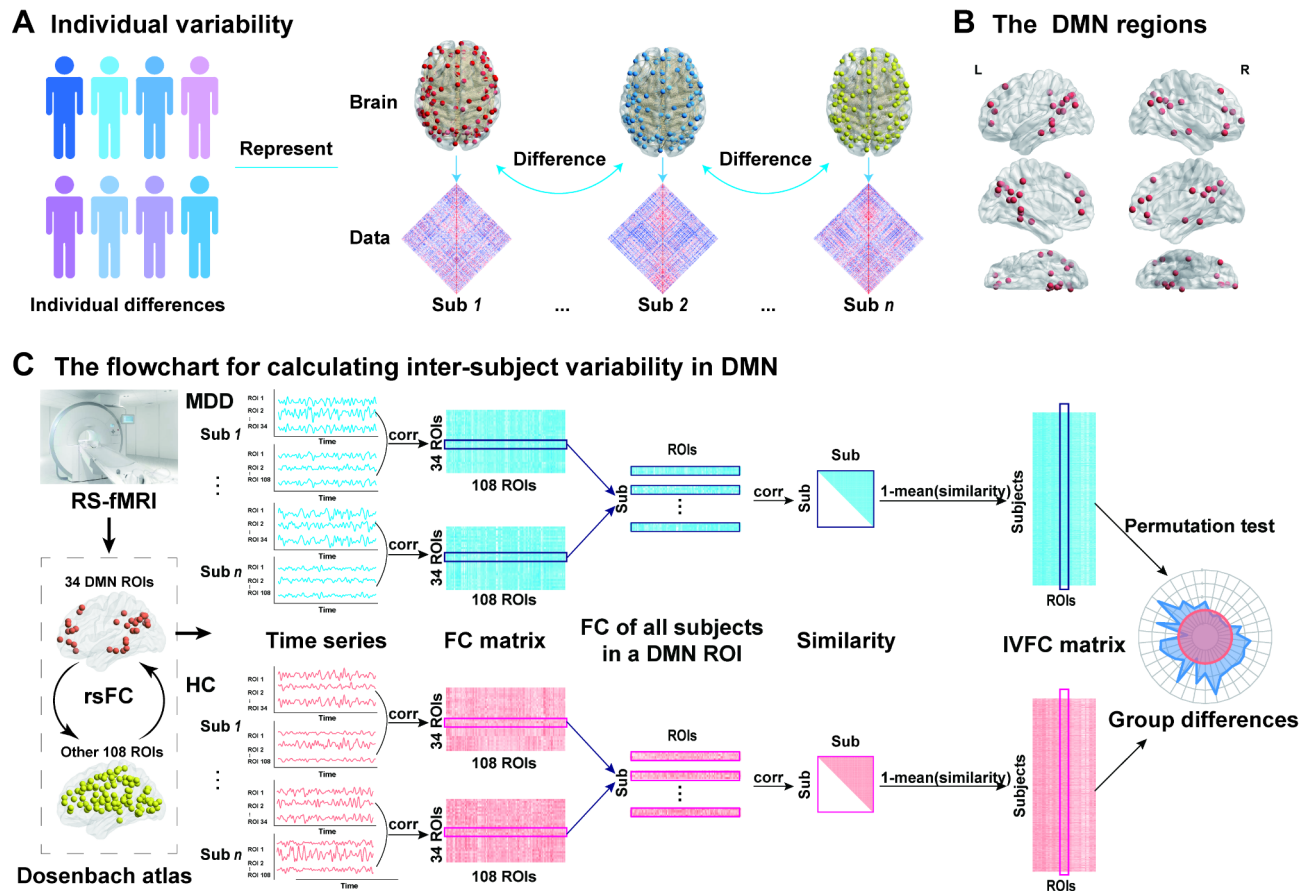 A Individual variability
Represent
Individual differences
Brain
Data
Difference
Difference
Sub 1
...
Sub 2
...
Sub n
B The DMN regions
L
R
C The flowchart for calculating inter-subject variability in DMN
RS-fMRI
34 DMN ROIs
rsFC
Other 108 ROIs
Dosenbach atlas
MDD
Sub 1
⋮
Sub n
ROI 1
ROI 2
ROI 34
Time
ROI 1
ROI 2
ROI 108
Time
ROI 1
ROI 2
ROI 34
Time
ROI 1
ROI 2
ROI 108
Time
corr
corr
34 ROIs
108 ROIs
34 ROIs
108 ROIs
ROIs
Sub
⋮
corr
Sub
Sub
1-mean(similarity)
Subjects
ROIs
Permutation test
Time series
FC matrix
FC of all subjects
in a DMN ROI
Similarity
IVFC matrix
Group differences
HC
Sub 1
⋮
Sub n
ROI 1
ROI 2
ROI 34
Time
ROI 1
ROI 2
ROI 108
Time
ROI 1
ROI 2
ROI 34
Time
ROI 1
ROI 2
ROI 108
Time
corr
corr
34 ROIs
108 ROIs
34 ROIs
108 ROIs
ROIs
Sub
⋮
corr
Sub
Sub
1-mean(similarity)
Subjects
ROIs